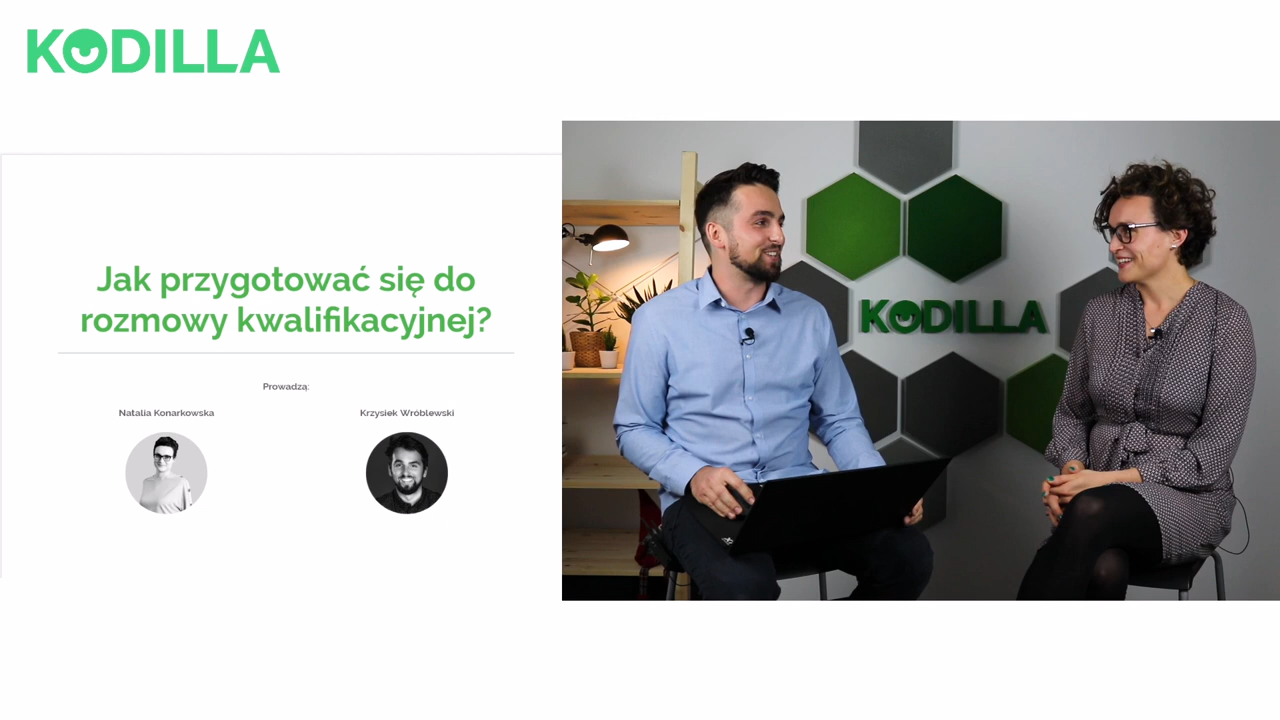 KODILLA
Jak przygotować się do
rozmowy kwalifikacyjnej?
Prowadzą:
Natalia Konarkowska
Krzysiek Wróblewski
KODILLA